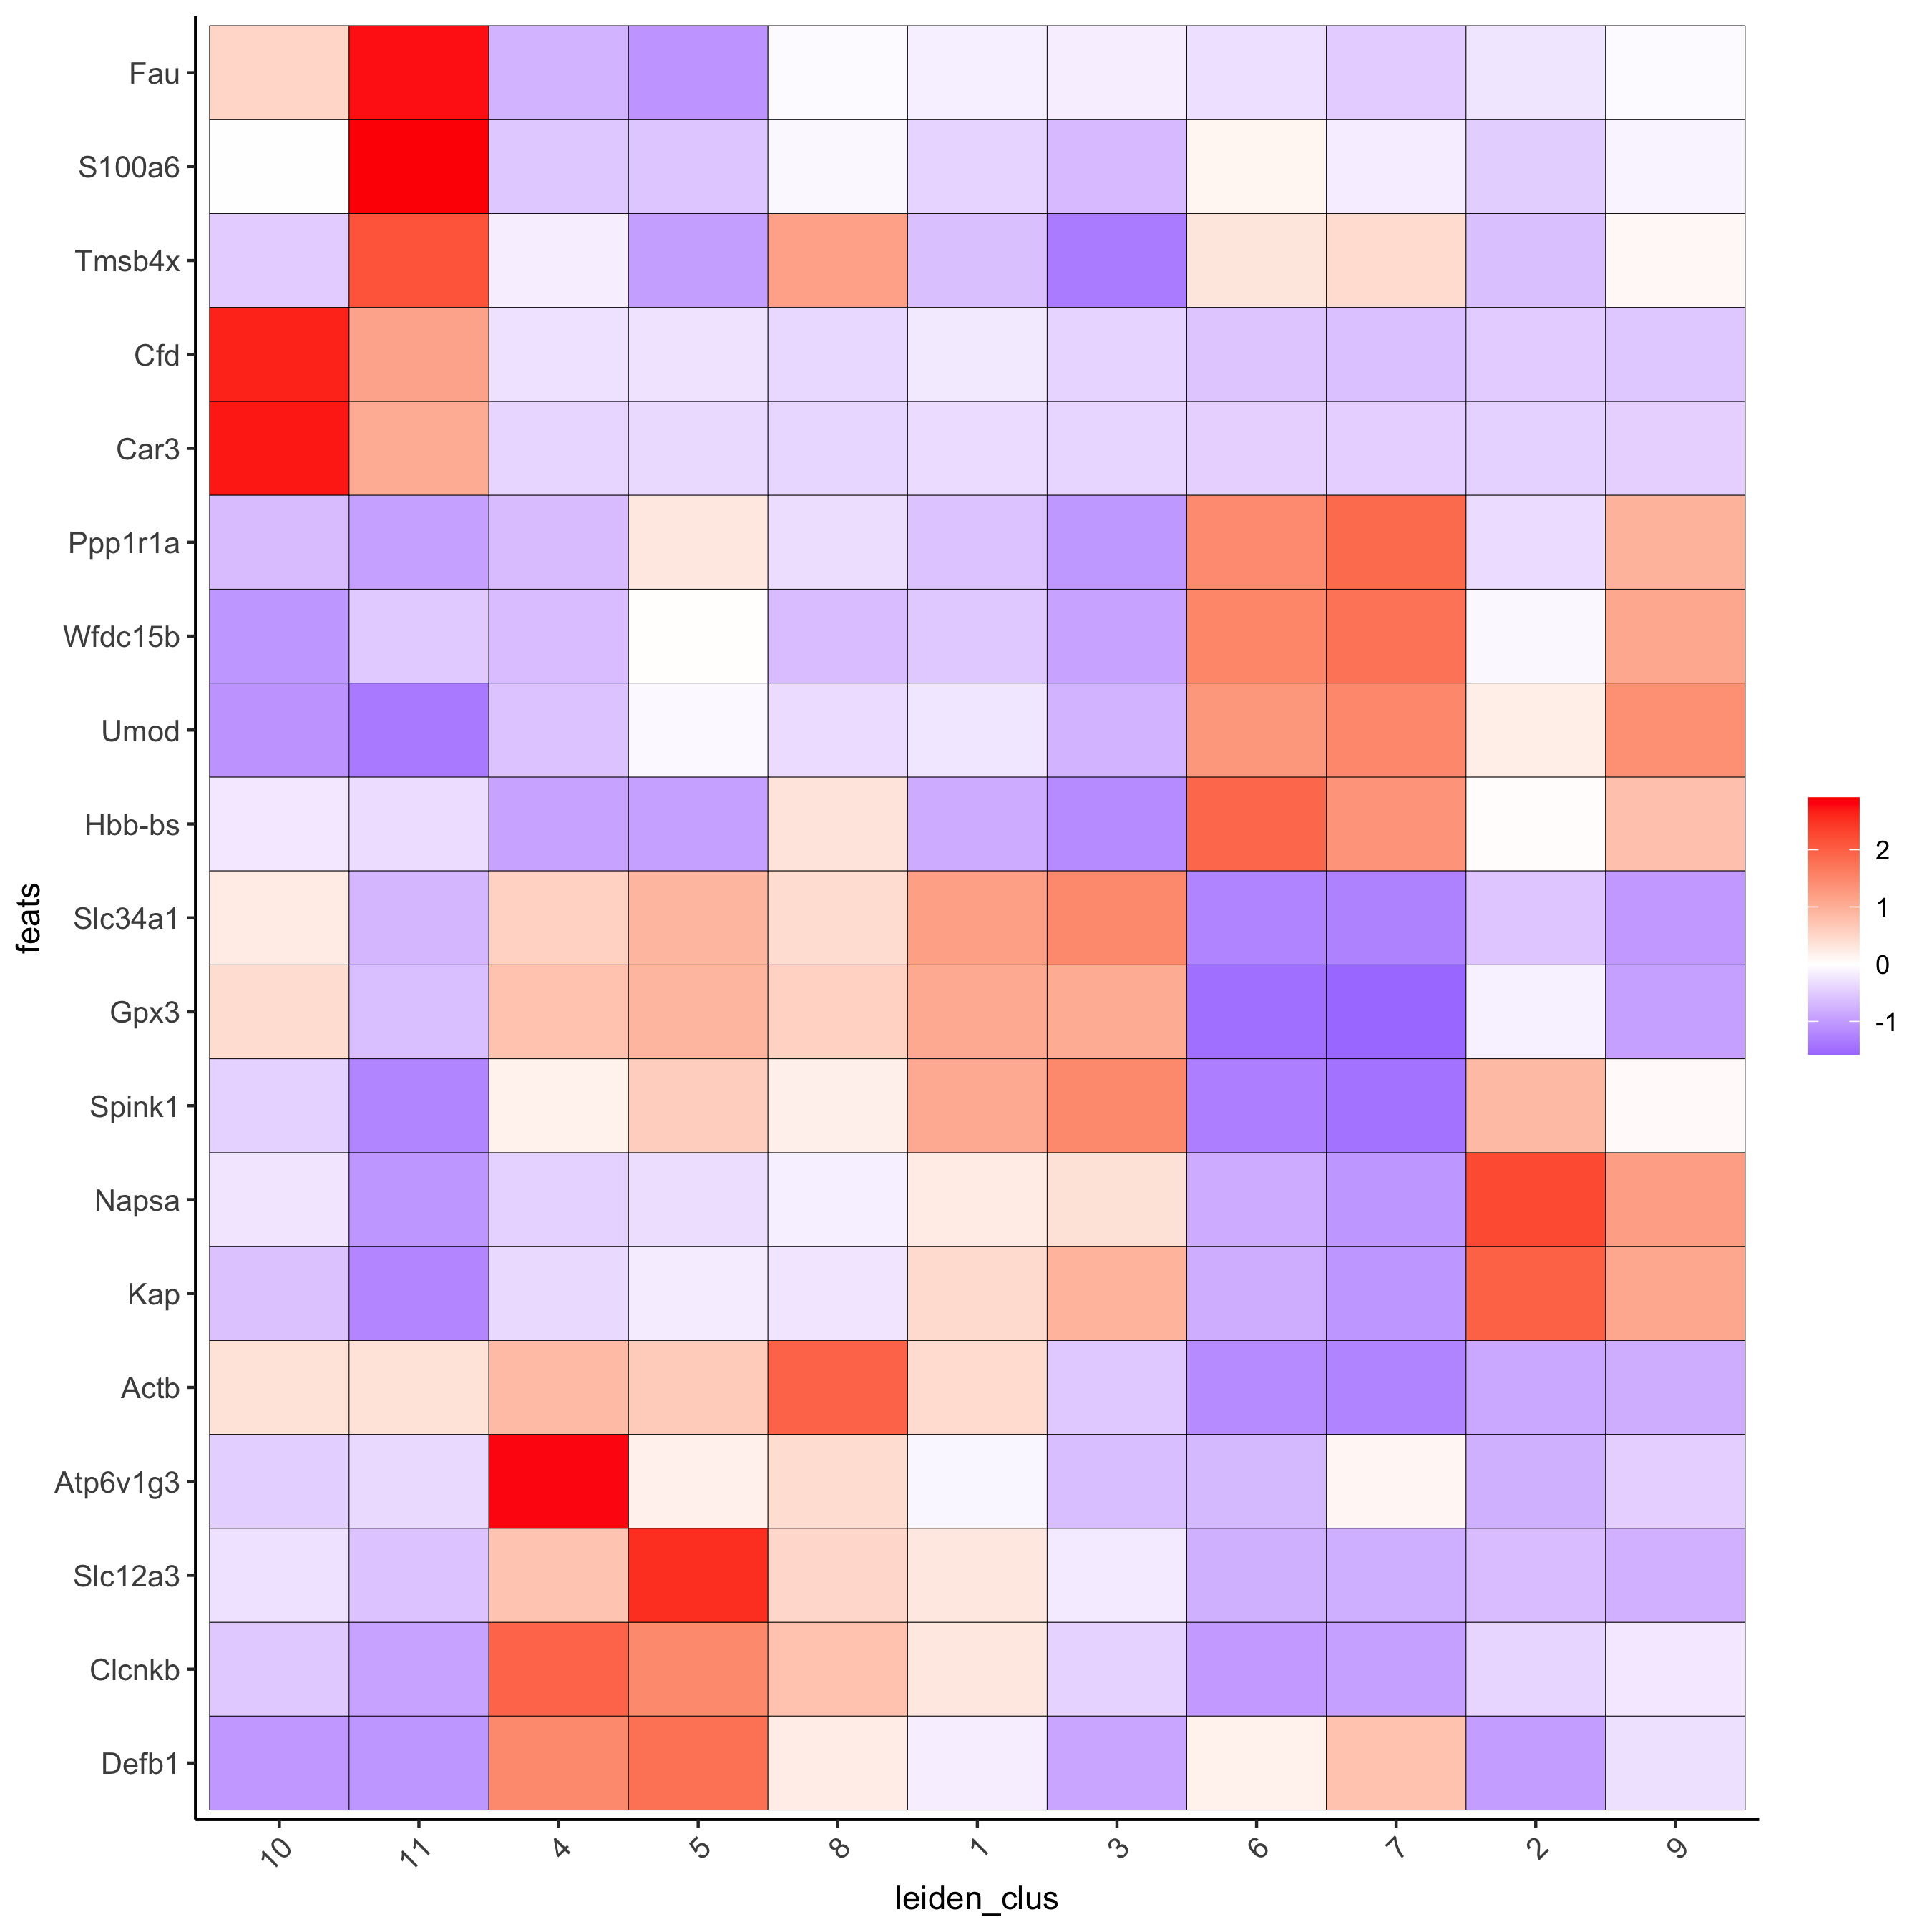 Fau
S100a6
Tmsb4x
Cfd
Car3
Ppp1r1a
Wfdc15b
Umod
Hbb-bs
Slc34a1
Gpx3
Spink1
Napsa
Kap
Actb
Atp6v1g3
Slc12a3
Clcnkb
Defb1
feats
10 11 4 5 8 1 3 6 7 2 9
leiden_clus
2
1
0
-1